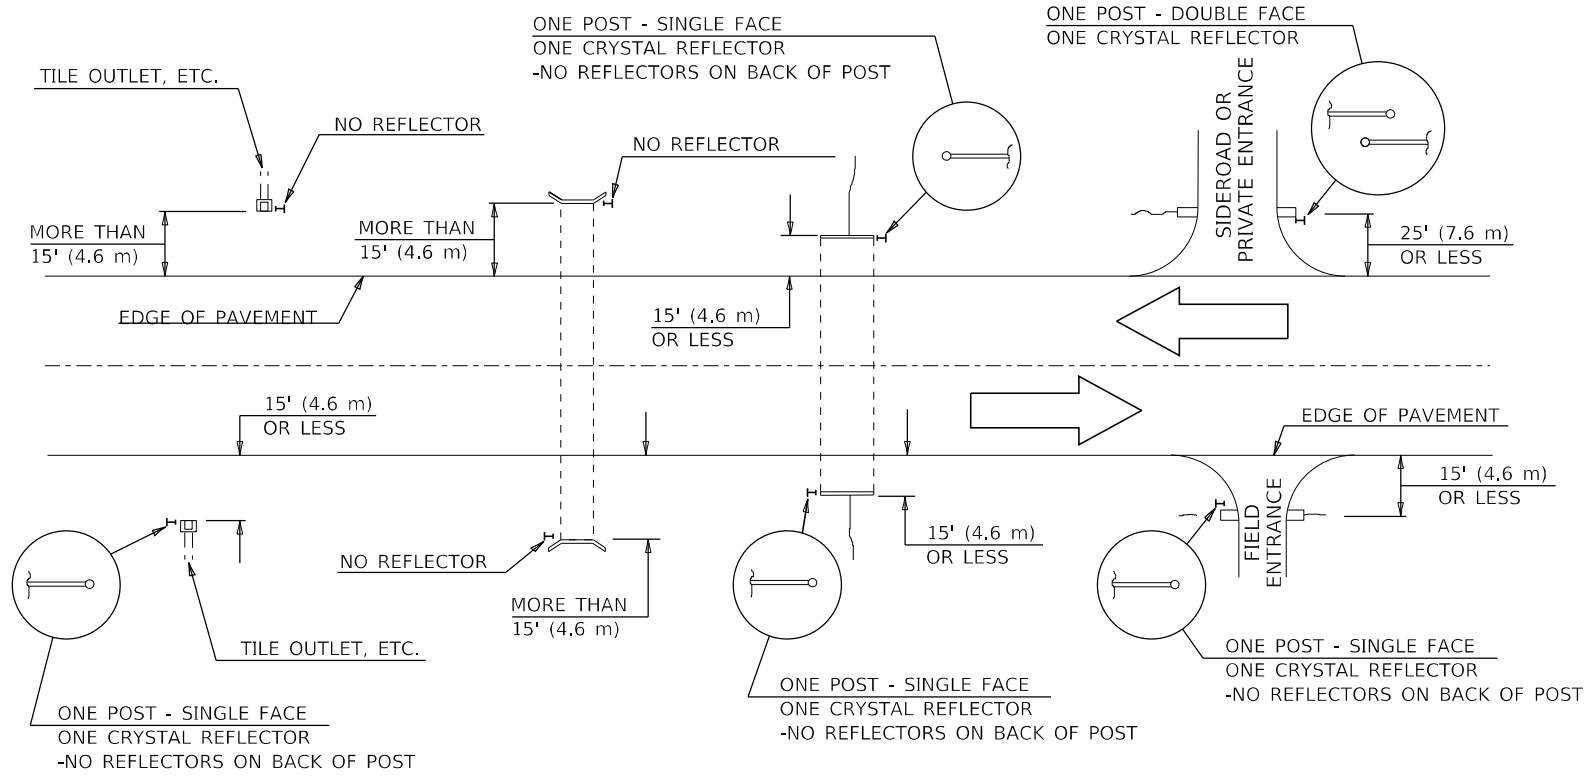 ONE POST - SINGLE FACE
ONE CRYSTAL REFLECTOR
-NO REFLECTORS ON BACK OF POST
ONE POST - DOUBLE FACE
ONE CRYSTAL REFLECTOR
TILE OUTLET, ETC.
NO REFLECTOR
NO REFLECTOR
SIDEROAD OR
PRIVATE ENTRANCE
MORE THAN
15' (4.6 m)
MORE THAN
15' (4.6 m)
25' (7.6 m)
OR LESS
EDGE OF PAVEMENT
15' (4.6 m)
OR LESS
15' (4.6 m)
OR LESS
EDGE OF PAVEMENT
15' (4.6 m)
OR LESS
FIELD
ENTRANCE
NO REFLECTOR
15' (4.6 m)
OR LESS
MORE THAN
15' (4.6 m)
TILE OUTLET, ETC.
ONE POST - SINGLE FACE
ONE CRYSTAL REFLECTOR
-NO REFLECTORS ON BACK OF POST
ONE POST - SINGLE FACE
ONE CRYSTAL REFLECTOR
-NO REFLECTORS ON BACK OF POST
ONE POST - SINGLE FACE
ONE CRYSTAL REFLECTOR
-NO REFLECTORS ON BACK OF POST